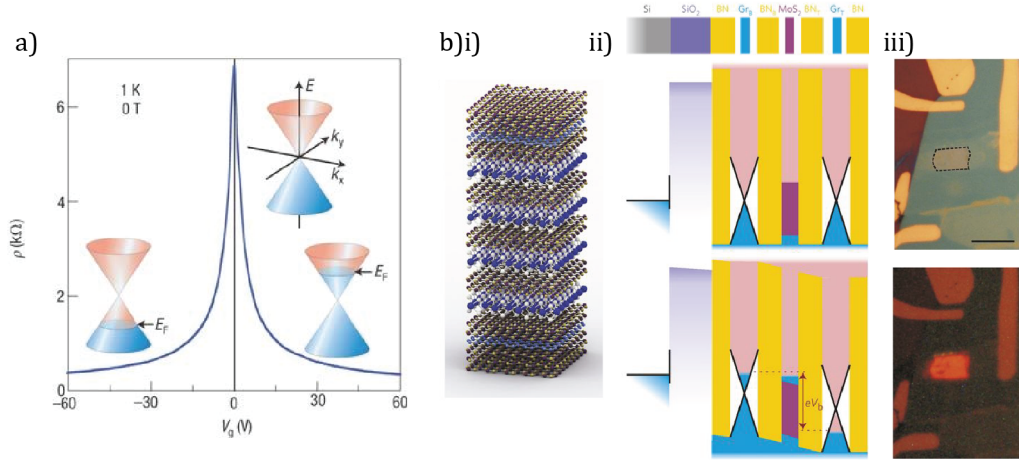 a)
1 K
0 T
E
k_y
k_x
E_F
E_F
ρ (kΩ)
6
4
2
0
−60
−30
0
30
60
V_g (V)
b)i)
ii)
Si
SiO₂
BN
Gr_B
BN_B
MoS₂
BN_T
Gr_T
BN
eV_b
iii)